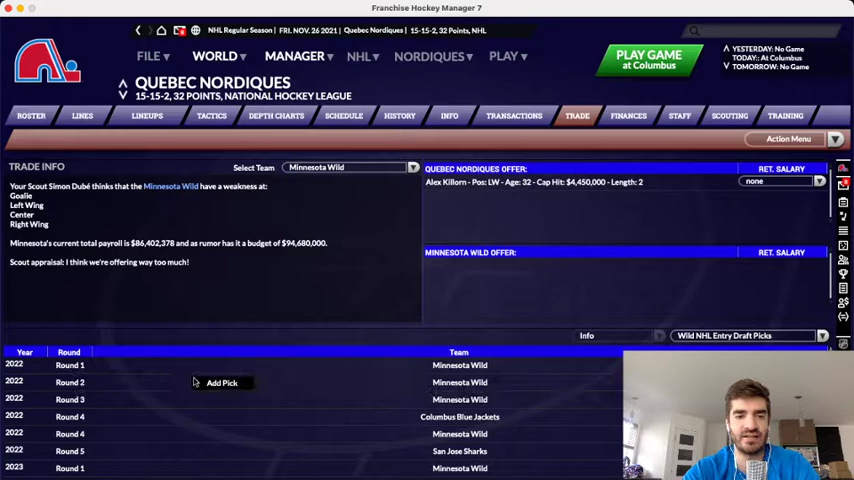 Franchise Hockey Manager 7
NHL Regular Season | FRI. NOV. 26 2021 | Quebec Nordiques | 15-15-2, 32 Points, NHL
FILE WORLD MANAGER NHL NORDIQUES PLAY
PLAY GAME
at Columbus
YESTERDAY: No Game
TODAY:: At Columbus
TOMORROW: No Game
QUEBEC NORDIQUES
15-15-2, 32 POINTS, NATIONAL HOCKEY LEAGUE
ROSTER LINES LINEUPS TACTICS DEPTH CHARTS SCHEDULE HISTORY INFO TRANSACTIONS TRADE FINANCES STAFF SCOUTING TRAINING
Action Menu
TRADE INFO
Select Team Minnesota Wild
Your Scout Simon Dubé thinks that the Minnesota Wild have a weakness at:
Goalie
Left Wing
Center
Right Wing
Minnesota's current total payroll is $86,402,378 and as rumor has it a budget of $94,680,000.
Scout appraisal: I think we're offering way too much!
QUEBEC NORDIQUES OFFER: RET. SALARY
Alex Killorn - Pos: LW - Age: 32 - Cap Hit: $4,450,000 - Length: 2 none
MINNESOTA WILD OFFER: RET. SALARY
Info Wild NHL Entry Draft Picks
Year Round Team
2022 Round 1 Minnesota Wild
2022 Round 2 Add Pick Minnesota Wild
2022 Round 3 Minnesota Wild
2022 Round 4 Columbus Blue Jackets
2022 Round 4 Minnesota Wild
2022 Round 5 San Jose Sharks
2023 Round 1 Minnesota Wild